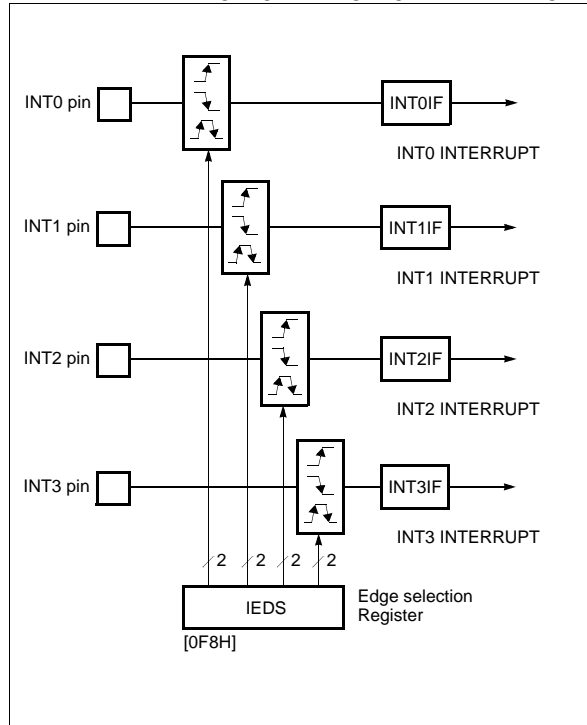 INT0 pin
INT0IF
INT0 INTERRUPT
INT1 pin
INT1IF
INT1 INTERRUPT
INT2 pin
INT2IF
INT2 INTERRUPT
INT3 pin
INT3IF
INT3 INTERRUPT
2 2 2 2
IEDS
Edge selection
Register
[0F8H]